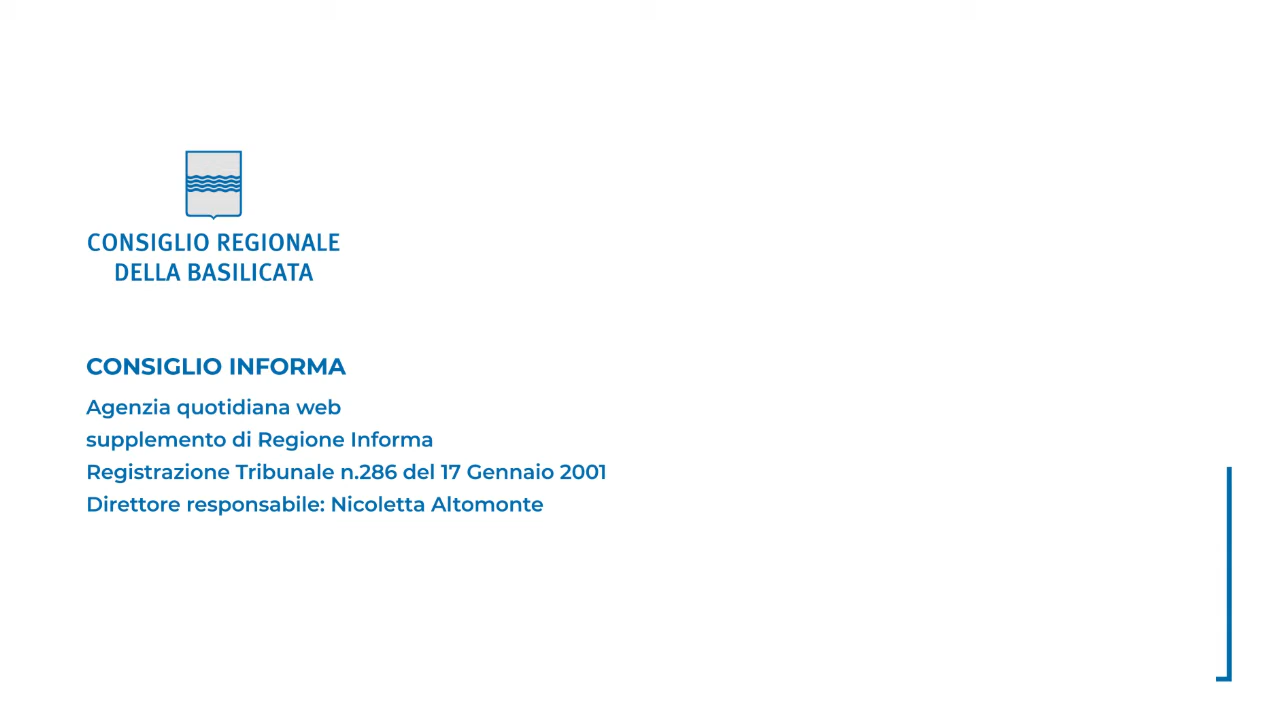 CONSIGLIO REGIONALE
DELLA BASILICATA
CONSIGLIO INFORMA
Agenzia quotidiana web
supplemento di Regione Informa
Registrazione Tribunale n.286 del 17 Gennaio 2001
Direttore responsabile: Nicoletta Altomonte